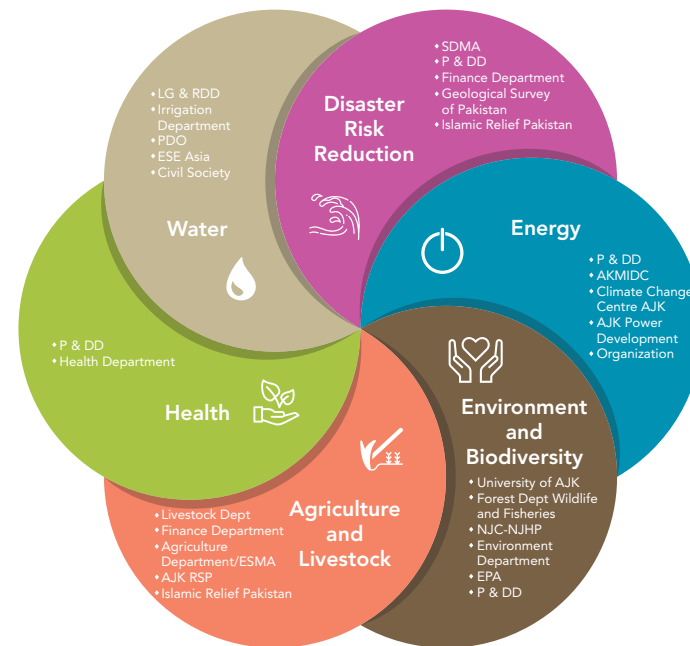 ⬩ SDMA
⬩ P & DD
⬩ Finance Department
⬩ Geological Survey
of Pakistan
⬩ Islamic Relief Pakistan
Disaster
Risk
Reduction
⬩ LG & RDD
⬩ Irrigation
Department
⬩ PDO
⬩ ESE Asia
⬩ Civil Society
Water
Energy
⬩ P & DD
⬩ AKMIDC
⬩ Climate Change
Centre AJK
⬩ AJK Power
Development
⬩ Organization
⬩ P & DD
⬩ Health Department
Health
Environment
and
Biodiversity
⬩ University of AJK
⬩ Forest Dept Wildlife
and Fisheries
⬩ NJC-NJHP
⬩ Environment
Department
⬩ EPA
⬩ P & DD
Agriculture
and
Livestock
⬩ Livestock Dept
⬩ Finance Department
⬩ Agriculture
Department/ESMA
⬩ AJK RSP
⬩ Islamic Relief Pakistan